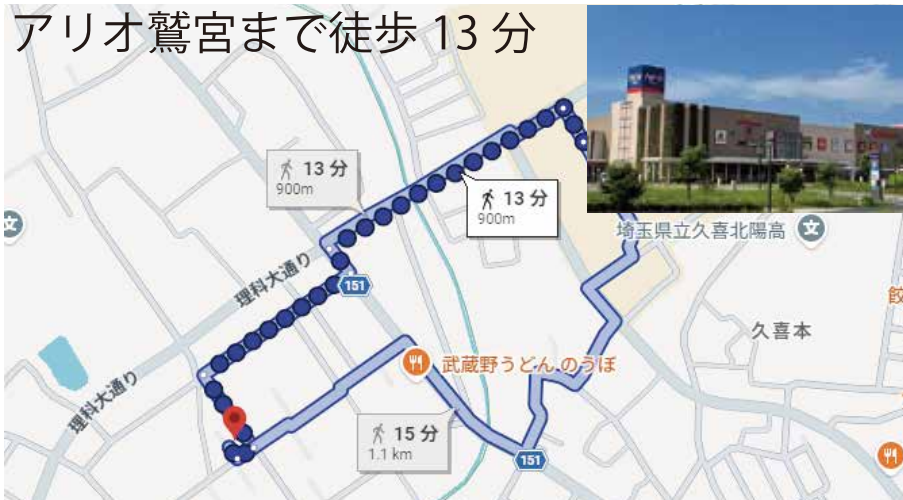 アリオ鷲宮まで徒歩 13 分
13 分
900m
13 分
900m
埼玉県立久喜北陽高
文
文
理科大通り
151
餃
久喜本
武蔵野うどん のうぼ
理科大通り
15 分
1.1 km
151